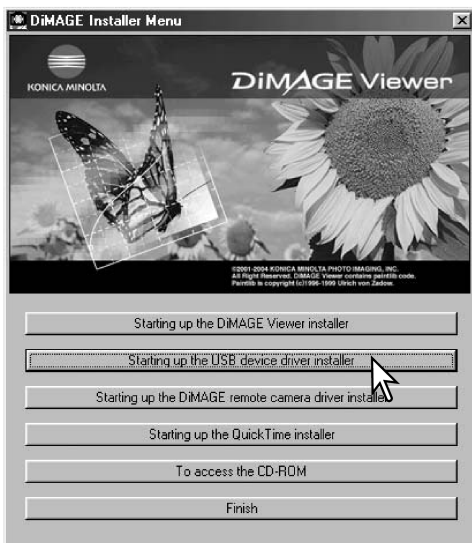 DiMAGE Installer Menu
KONICA MINOLTA
DiMAGE Viewer
©2001-2004 KONICA MINOLTA PHOTO IMAGING, INC.
All Right Reserved. DiMAGE Viewer contains paintlib code.
Paintlib is copyright (c)1996-1999 Ulrich von Zadow.
Starting up the DiMAGE Viewer installer
Starting up the USB device driver installer
Starting up the DiMAGE remote camera driver installer
Starting up the QuickTime installer
To access the CD-ROM
Finish